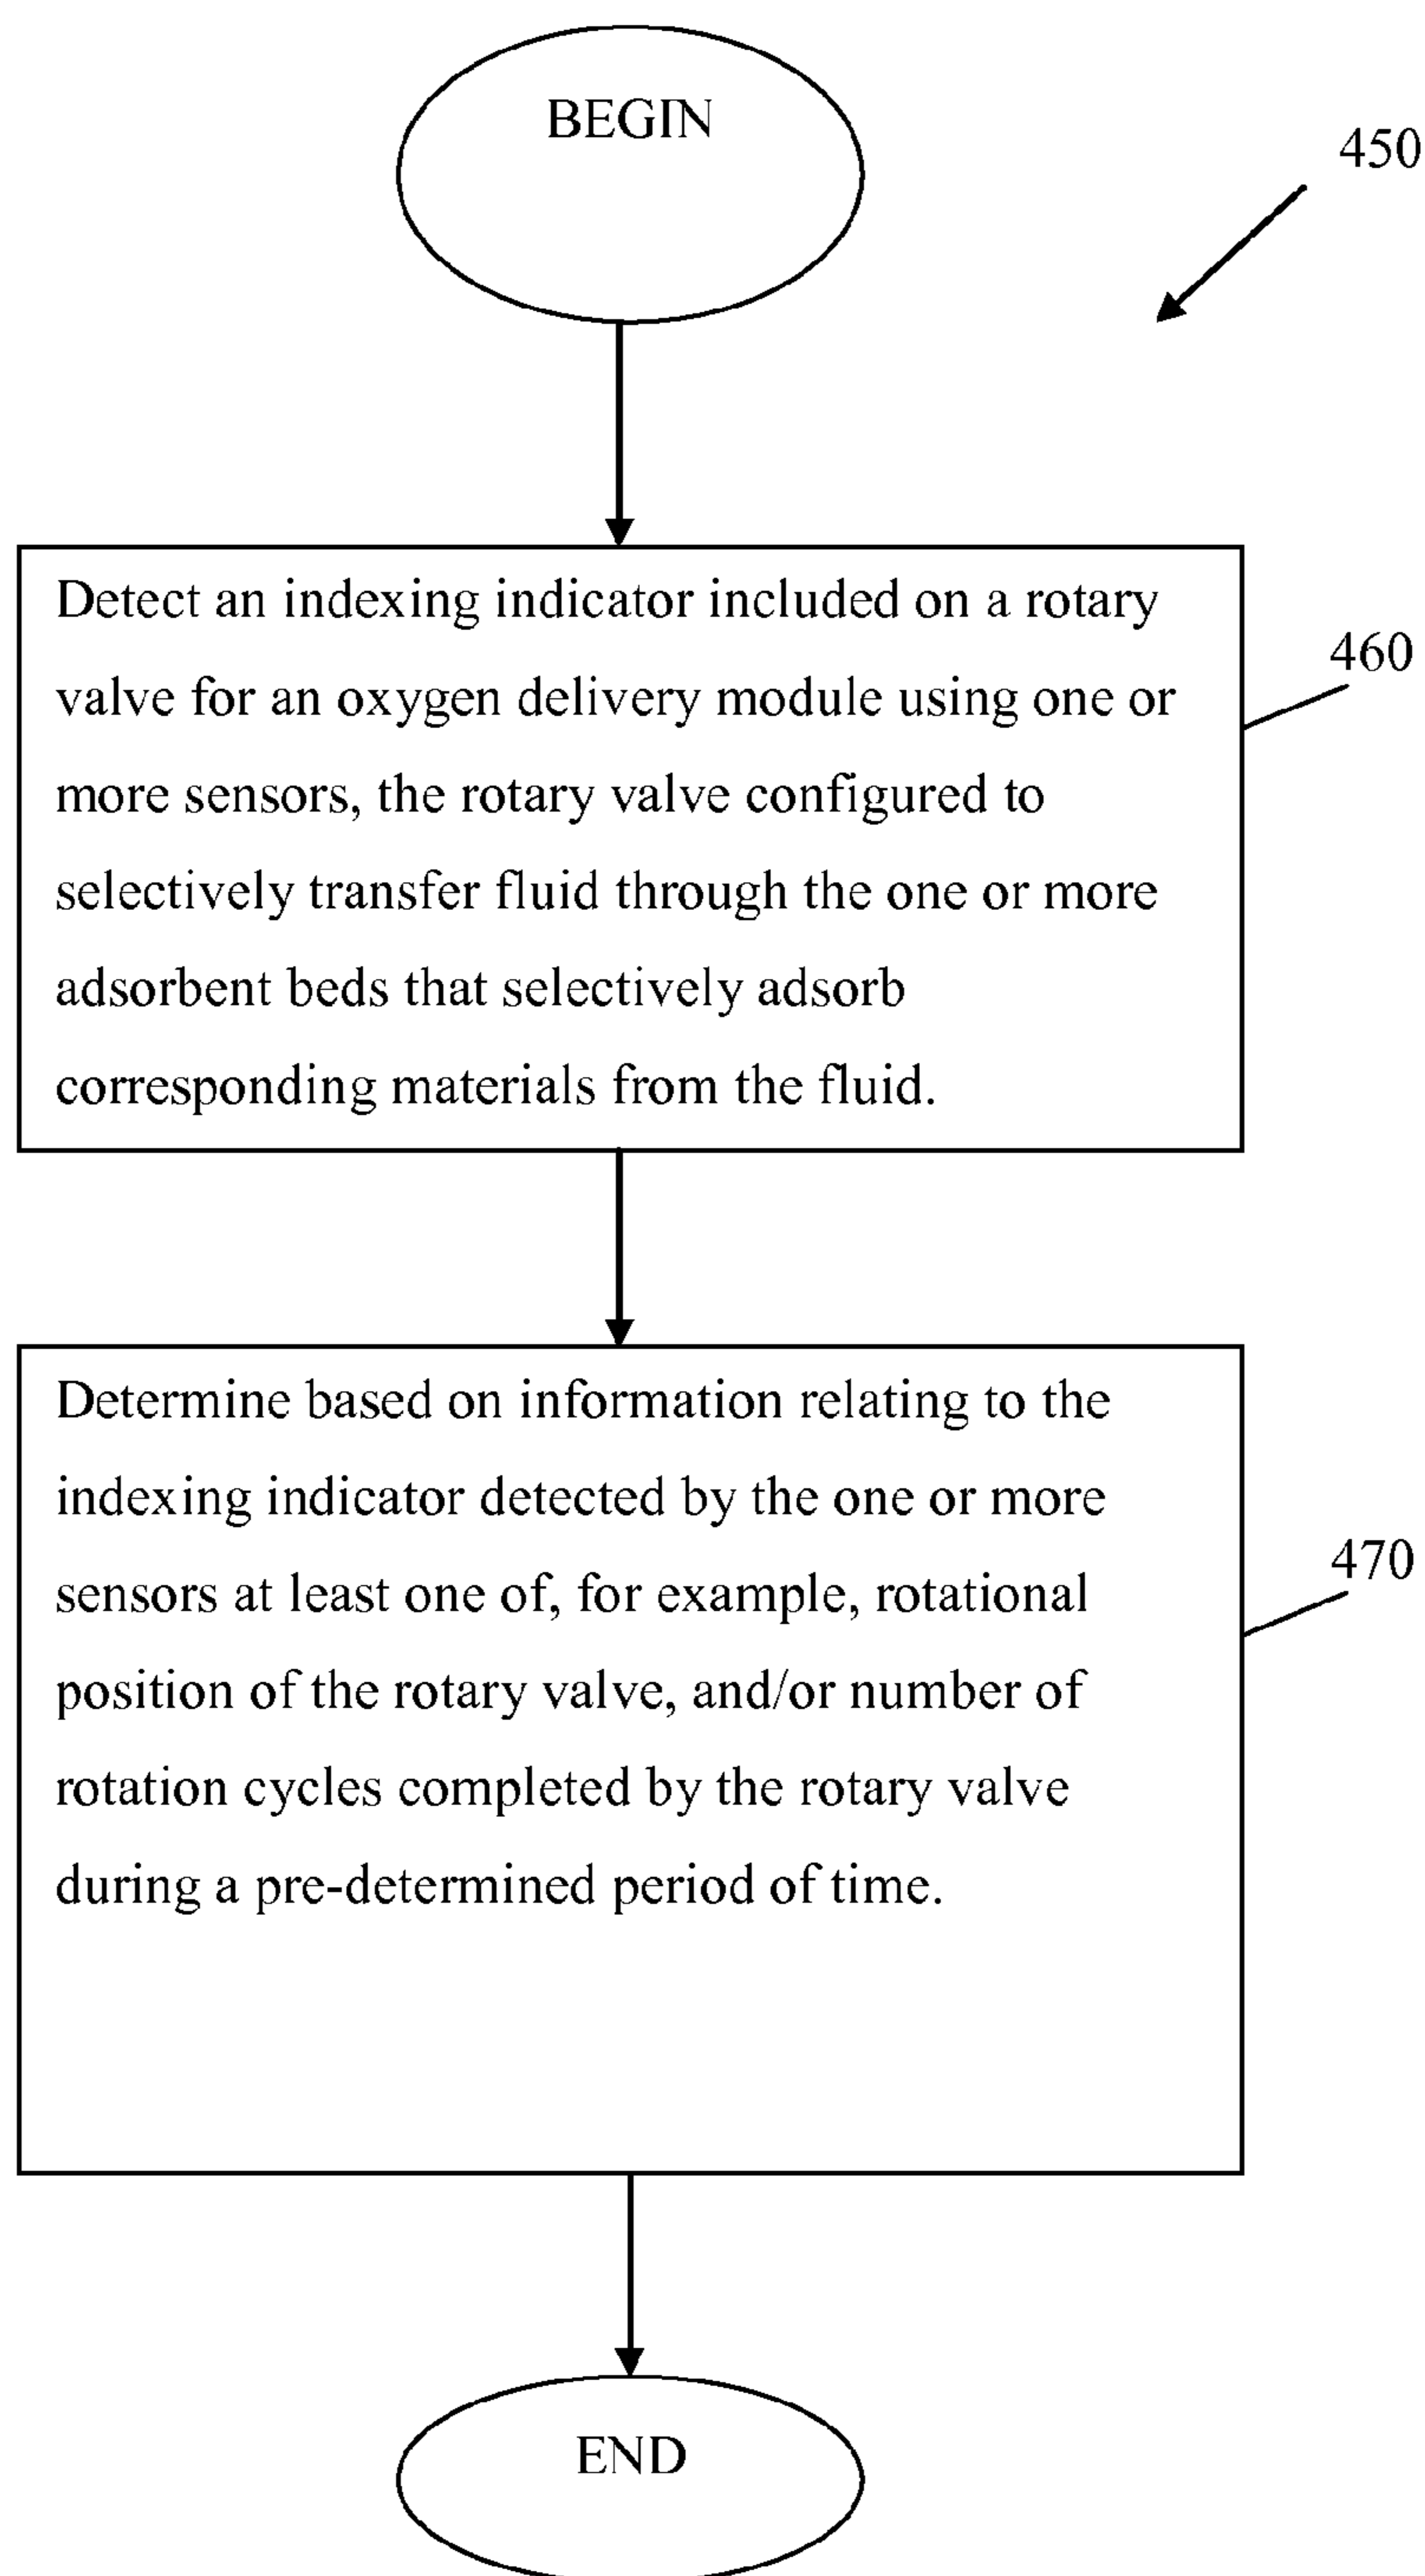 BEGIN
450
Detect an indexing indicator included on a rotary
valve for an oxygen delivery module using one or
more sensors, the rotary valve configured to
selectively transfer fluid through the one or more
adsorbent beds that selectively adsorb
corresponding materials from the fluid.
460
Determine based on information relating to the
indexing indicator detected by the one or more
sensors at least one of, for example, rotational
position of the rotary valve, and/or number of
rotation cycles completed by the rotary valve
during a pre-determined period of time.
470
END